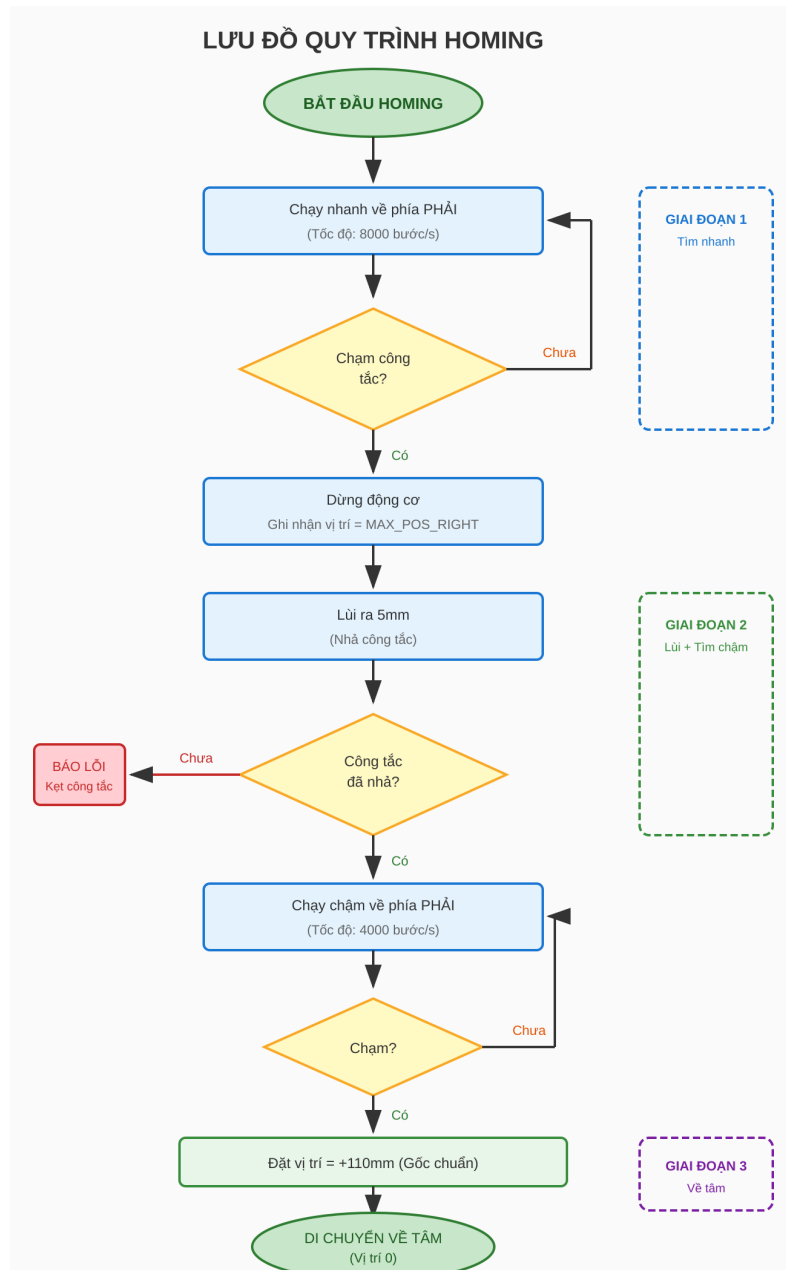 LƯU ĐỒ QUY TRÌNH HOMING
BẮT ĐẦU HOMING
Chạy nhanh về phía PHẢI
(Tốc độ: 8000 bước/s)
GIAI ĐOẠN 1
Tìm nhanh
Chạm công
tắc?
Chưa
Có
Dừng động cơ
Ghi nhận vị trí = MAX_POS_RIGHT
Lùi ra 5mm
(Nhả công tắc)
GIAI ĐOẠN 2
Lùi + Tìm chậm
Công tắc
đã nhả?
Chưa
BÁO LỖI
Kẹt công tắc
Có
Chạy chậm về phía PHẢI
(Tốc độ: 4000 bước/s)
Chạm?
Chưa
Có
Đặt vị trí = +110mm (Gốc chuẩn)
GIAI ĐOẠN 3
Về tâm
DI CHUYỂN VỀ TÂM
(Vị trí 0)